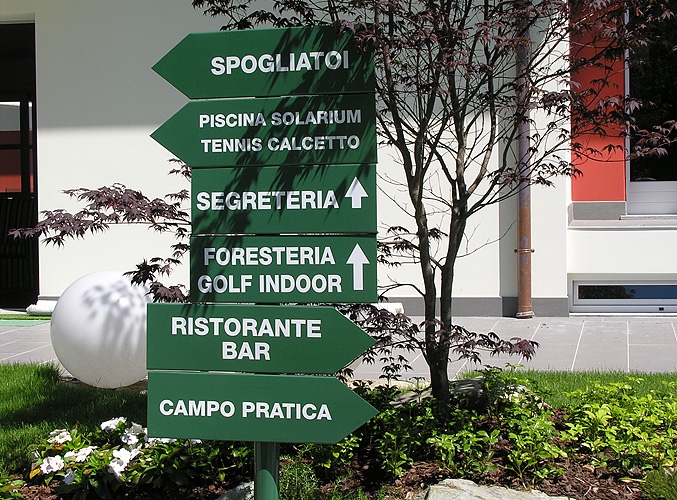 SPOGLIATOI
PISCINA SOLARIUM
TENNIS CALCETTO
SEGRETERIA
FORESTERIA
GOLF INDOOR
RISTORANTE
BAR
CAMPO PRATICA